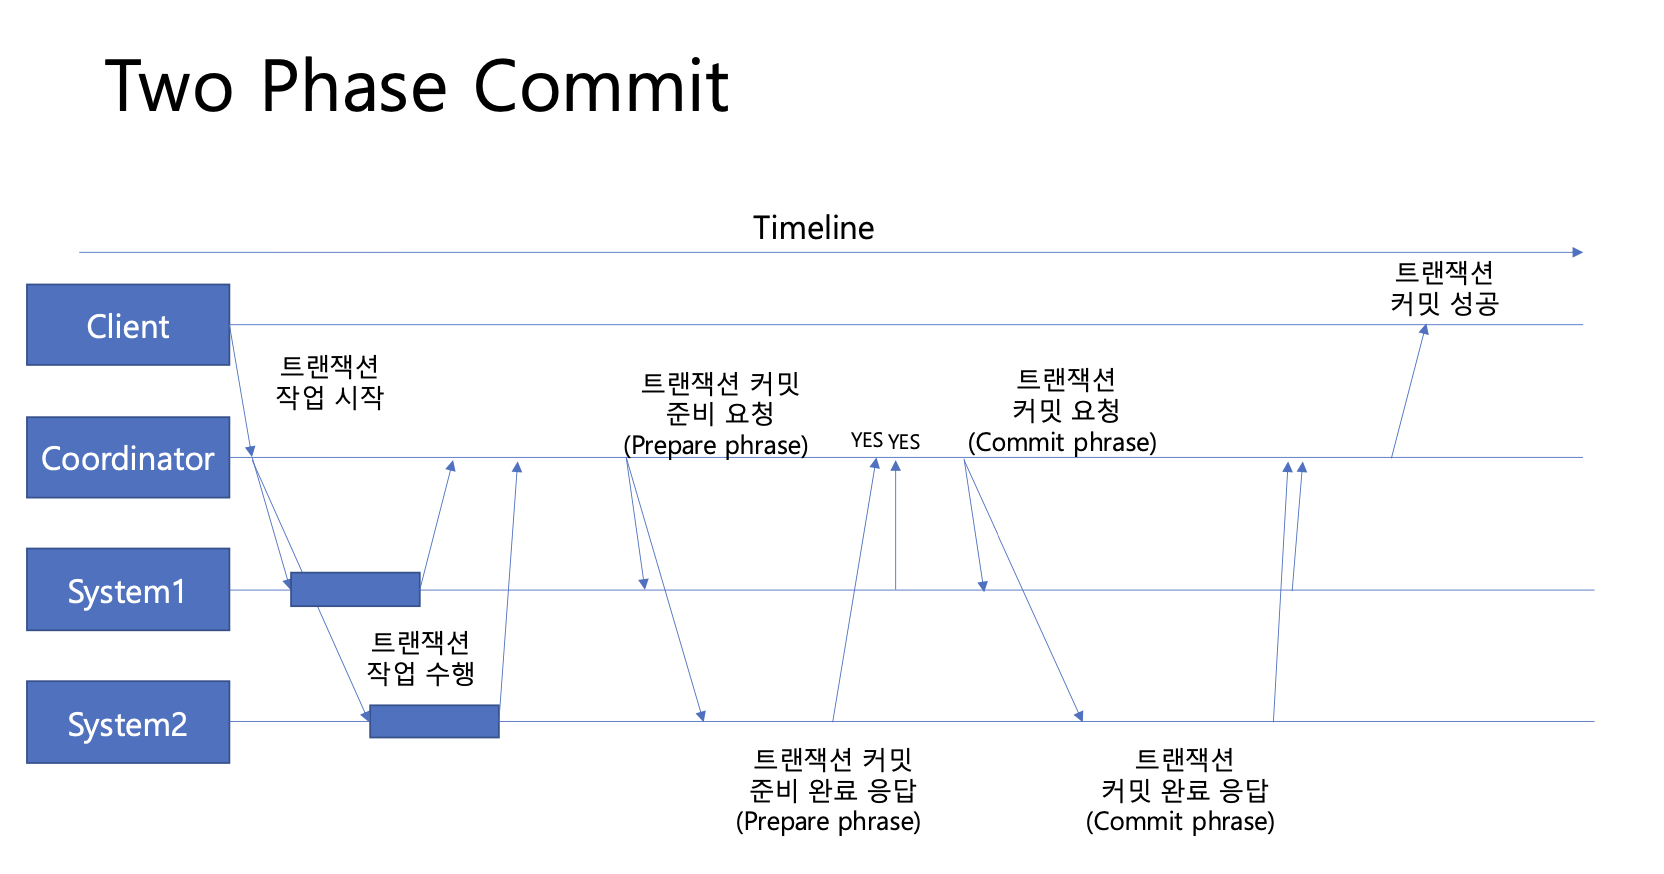 Two Phase Commit
Timeline
트랜잭션
커밋 성공
Client
트랜잭션
작업 시작
트랜잭션 커밋
준비 요청
(Prepare phrase)
YES YES
트랜잭션
커밋 요청
(Commit phrase)
Coordinator
System1
트랜잭션
작업 수행
System2
트랜잭션 커밋
준비 완료 응답
(Prepare phrase)
트랜잭션
커밋 완료 응답
(Commit phrase)